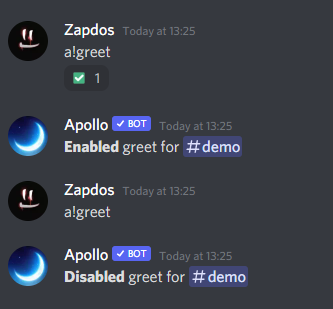 Zapdos Today at 13:25
a!greet
✅ 1
Apollo ✓ BOT Today at 13:25
Enabled greet for #demo
Zapdos Today at 13:25
a!greet
Apollo ✓ BOT Today at 13:25
Disabled greet for #demo